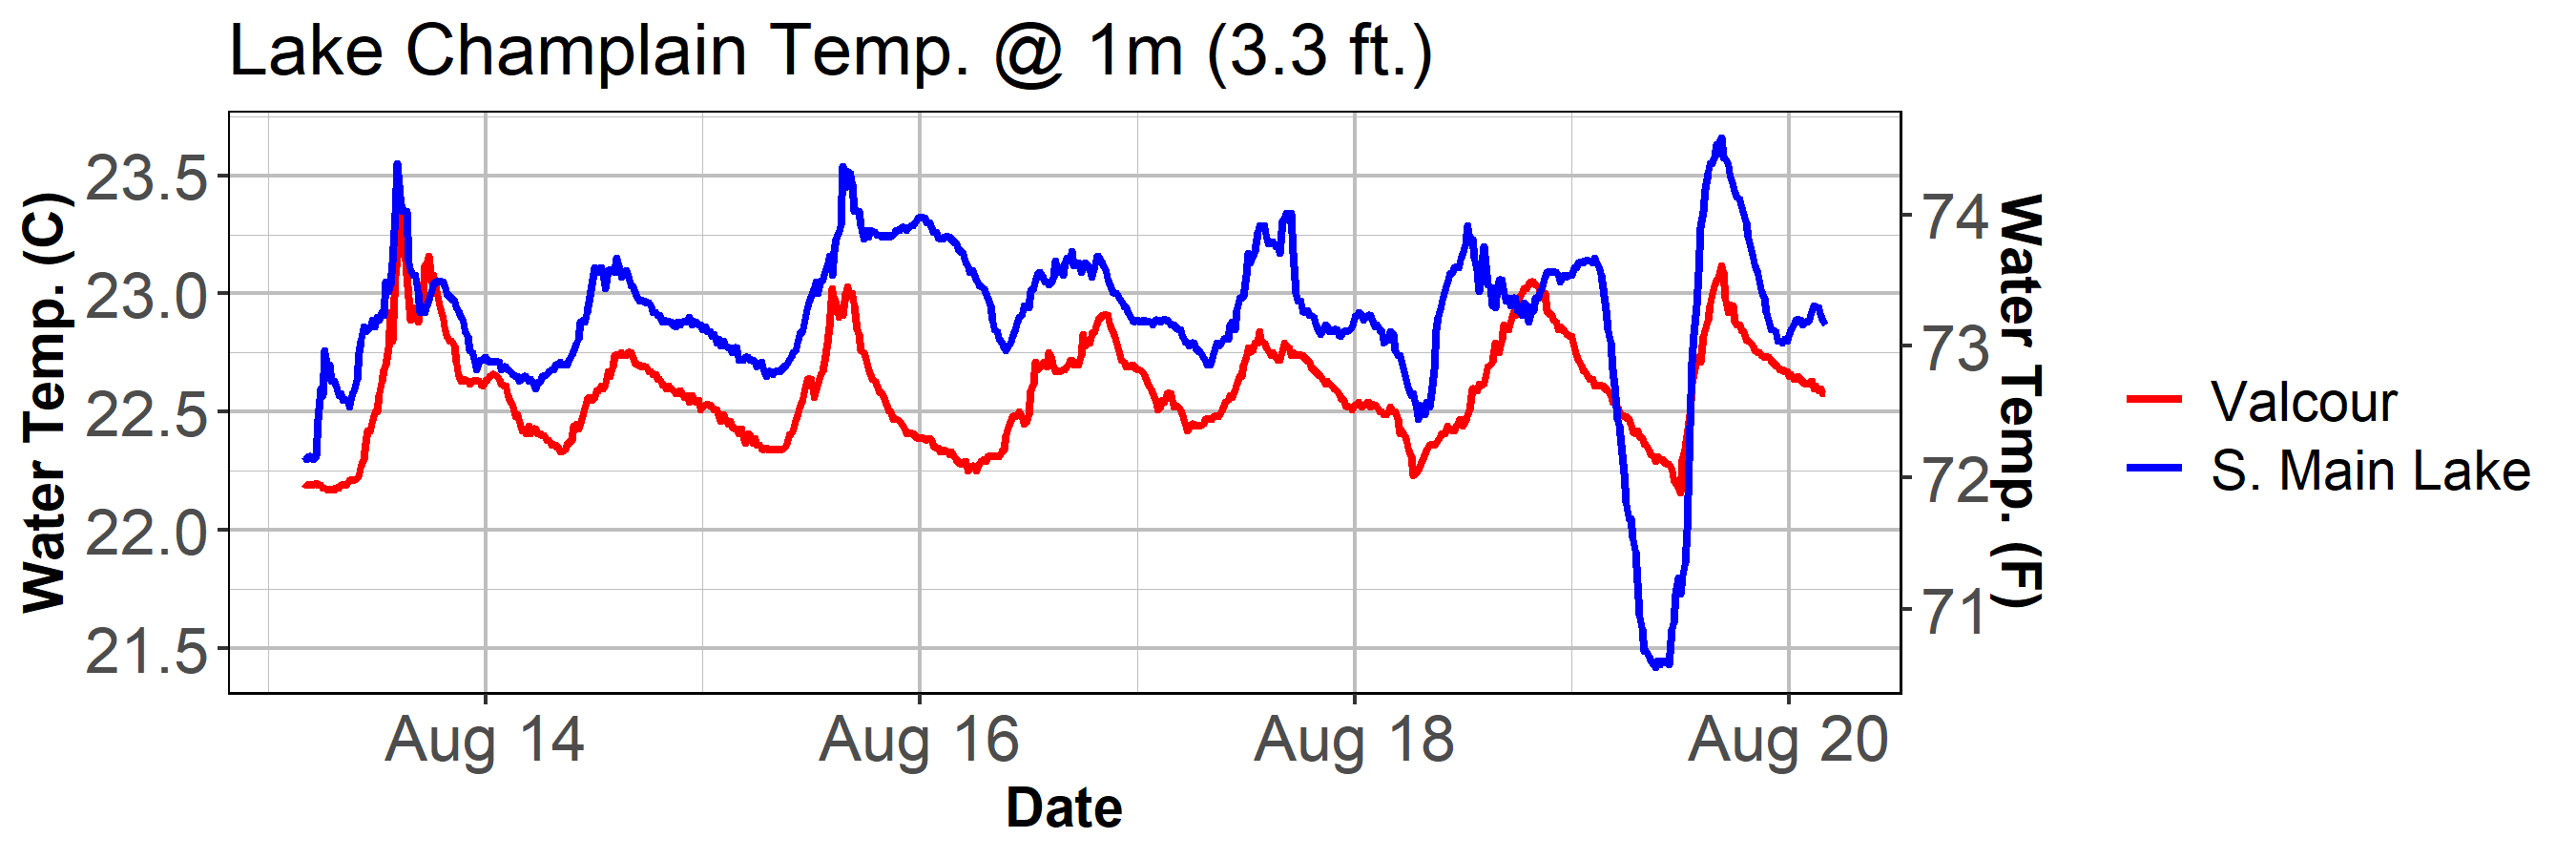 Lake Champlain Temp. @ 1m (3.3 ft.)
Water Temp. (C)
23.5
23.0
22.5
22.0
21.5
74
73
72
71
Water Temp. (F)
Aug 14
Aug 16
Aug 18
Aug 20
Date
Valcour
S. Main Lake